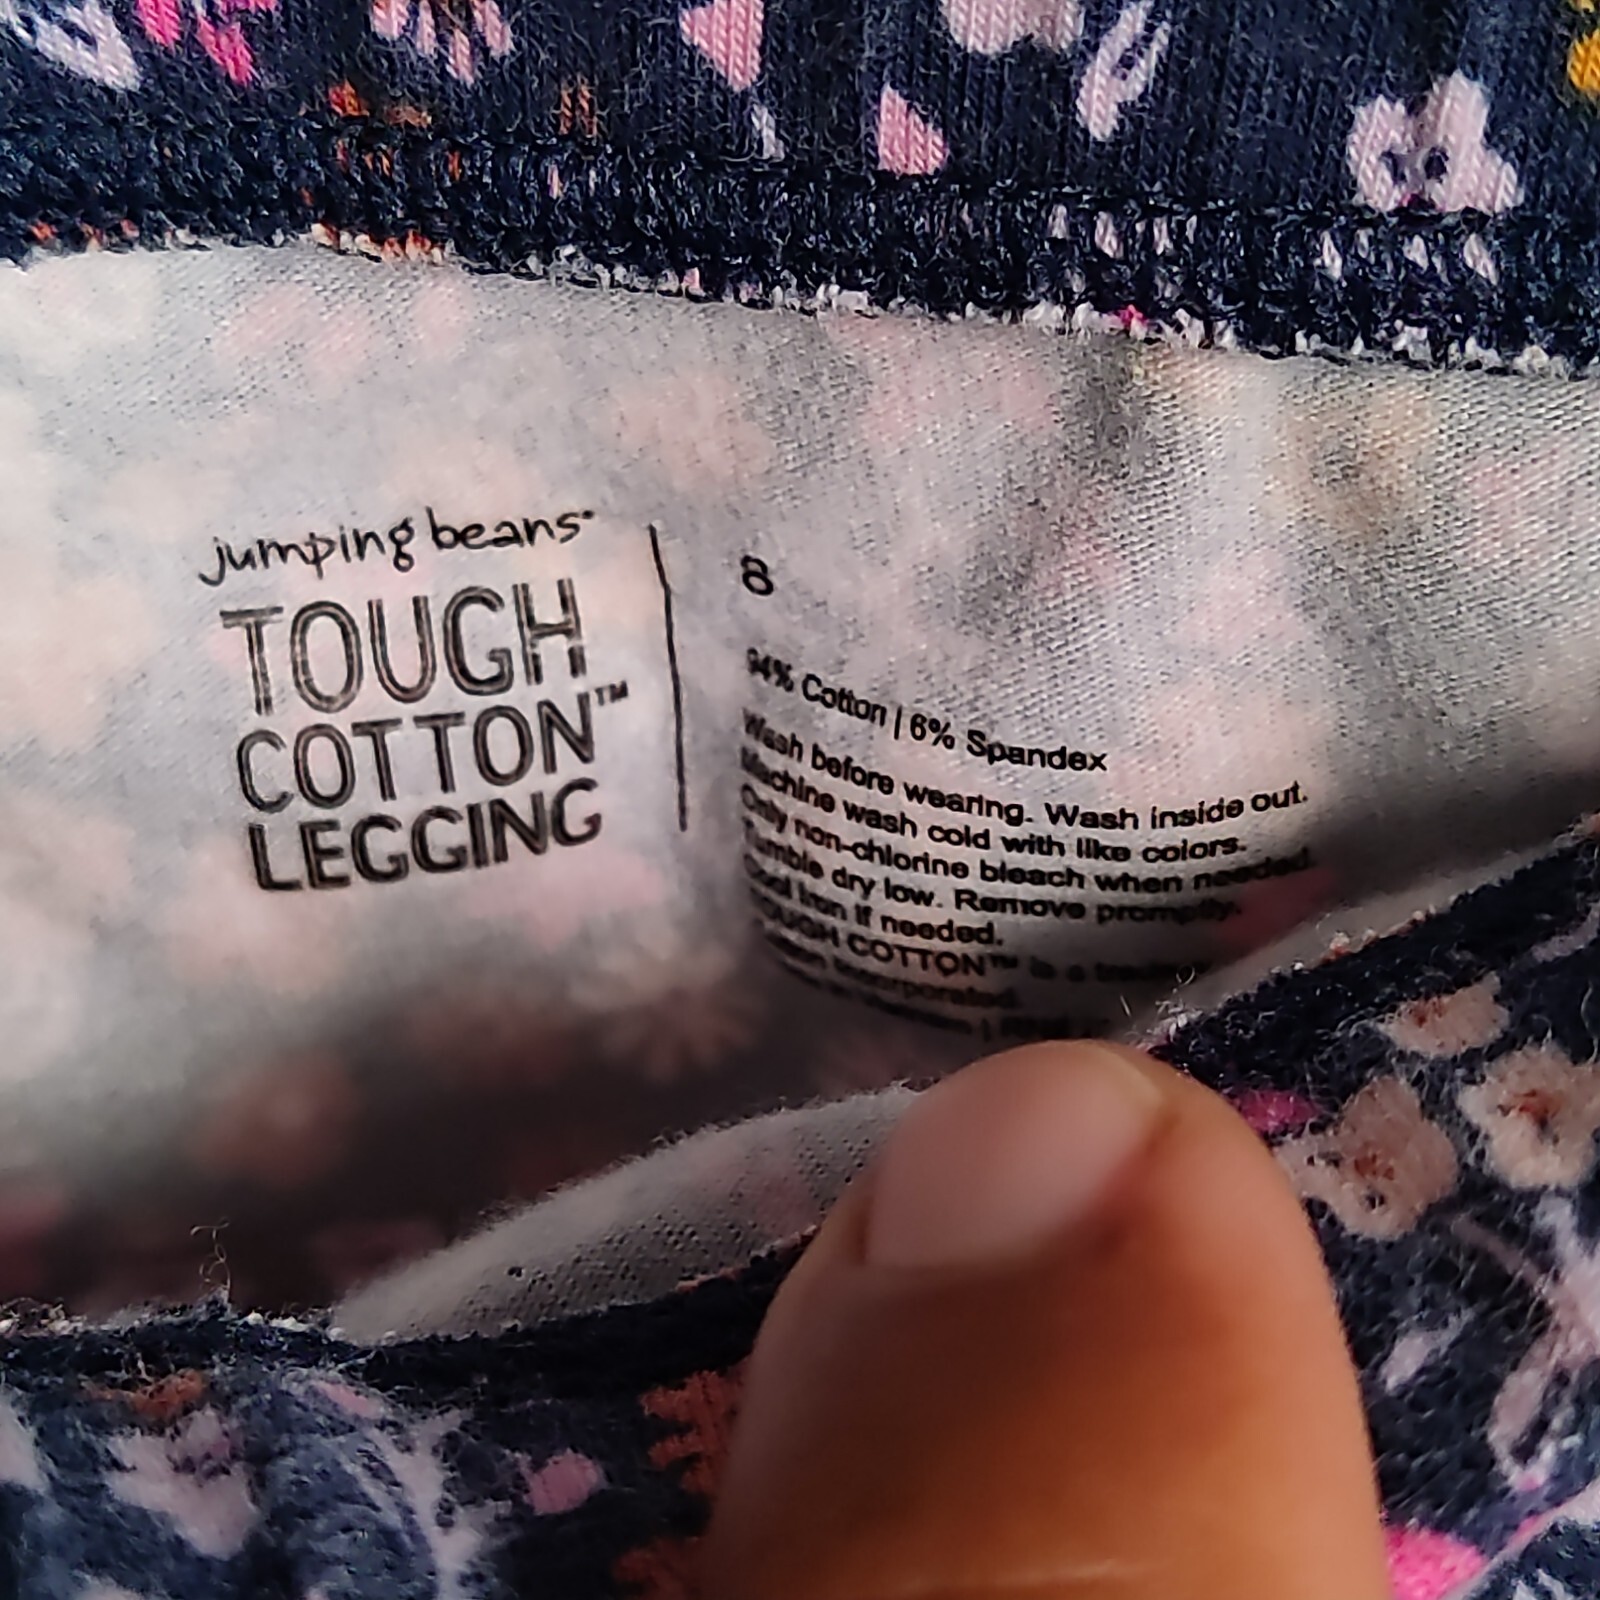 jumping beans
TOUGH
COTTON™
LEGGING
8
94% Cotton | 6% Spandex
Wash before wearing. Wash inside out.
Machine wash cold with like colors.
Only non-chlorine bleach when needed.
Tumble dry low. Remove promptly.
Cool iron if needed.
TOUGH COTTON™ is a
incorporated